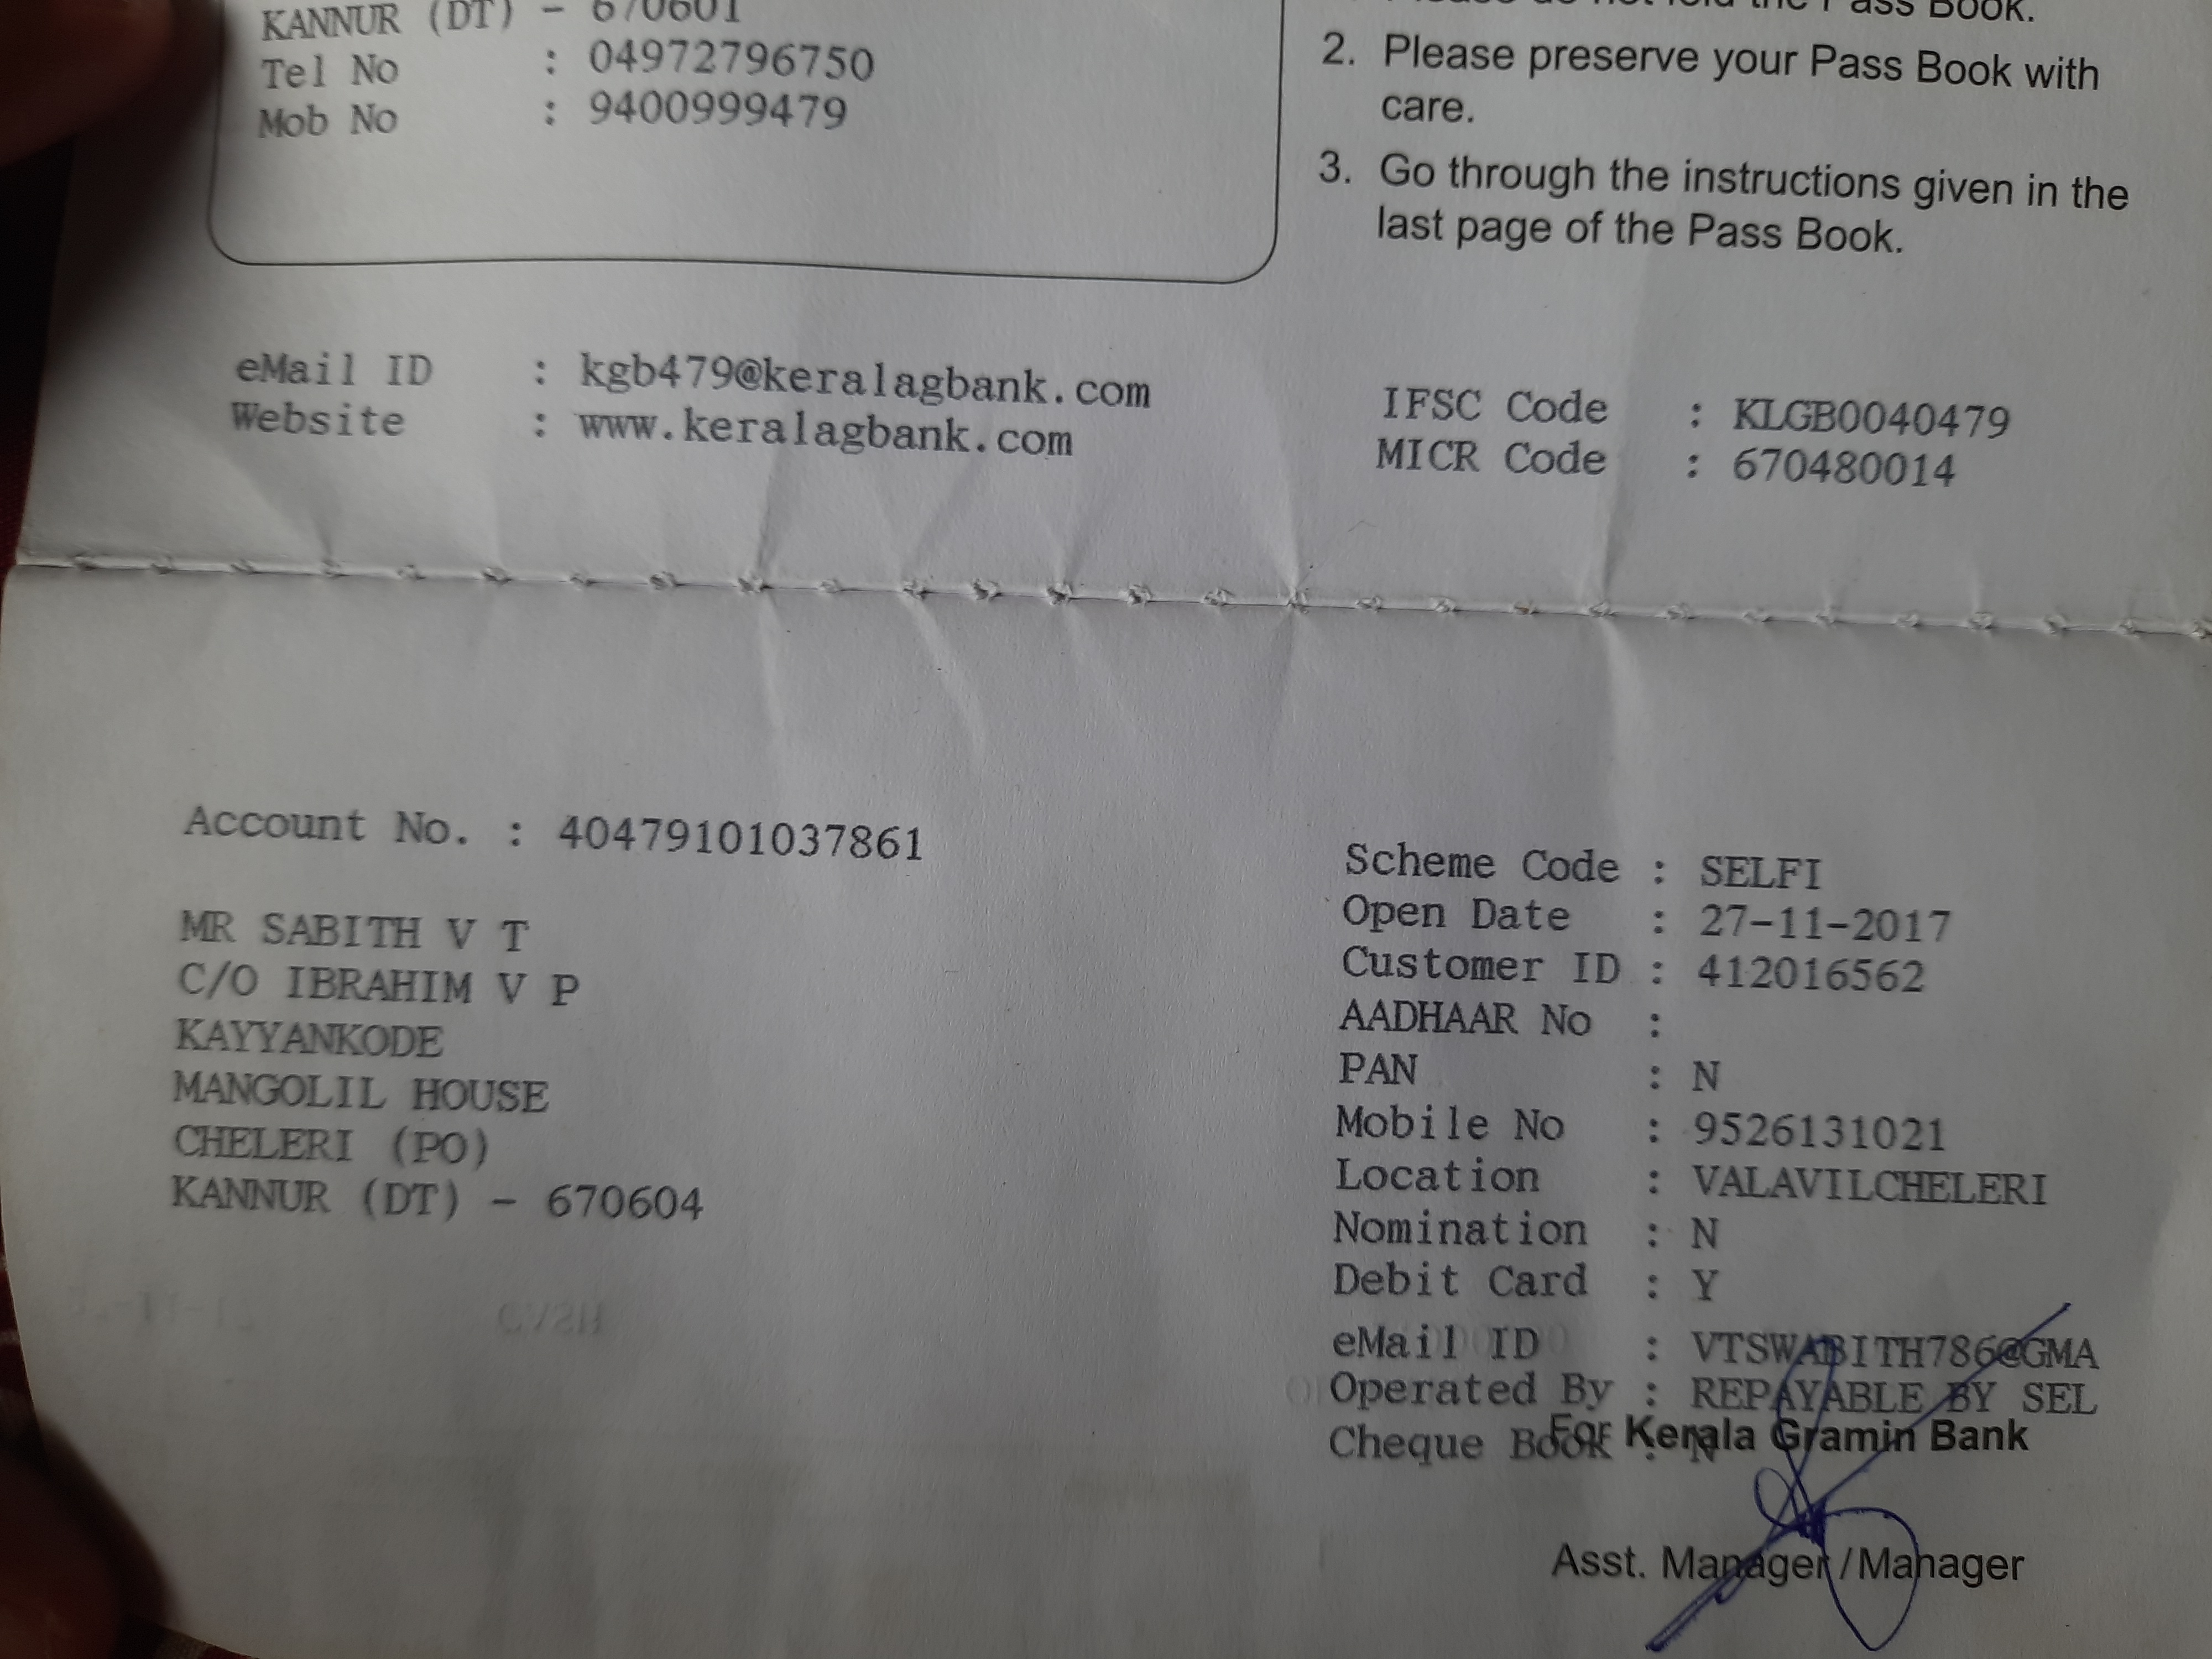 KANNUR (DT) - 670601
Tel No : 04972796750
Mob No : 9400999479
Pass Book.
2. Please preserve your Pass Book with
care.
3. Go through the instructions given in the
last page of the Pass Book.
eMail ID : kgb479@keralagbank.com
Website : www.keralagbank.com
IFSC Code : KLGB0040479
MICR Code : 670480014
Account No. : 40479101037861
MR SABITH V T
C/O IBRAHIM V P
KAYYANKODE
MANGOLIL HOUSE
CHELERI (PO)
KANNUR (DT) - 670604
Scheme Code : SELFI
Open Date : 27-11-2017
Customer ID : 412016562
AADHAAR No :
PAN : N
Mobile No : 9526131021
Location : VALAVILCHELERI
Nomination : N
Debit Card : Y
eMail ID : VTSWABITH786@GMA
Operated By : REPAYABLE BY SEL
Cheque Book :
For Kerala Gramin Bank
Asst. Manager / Manager